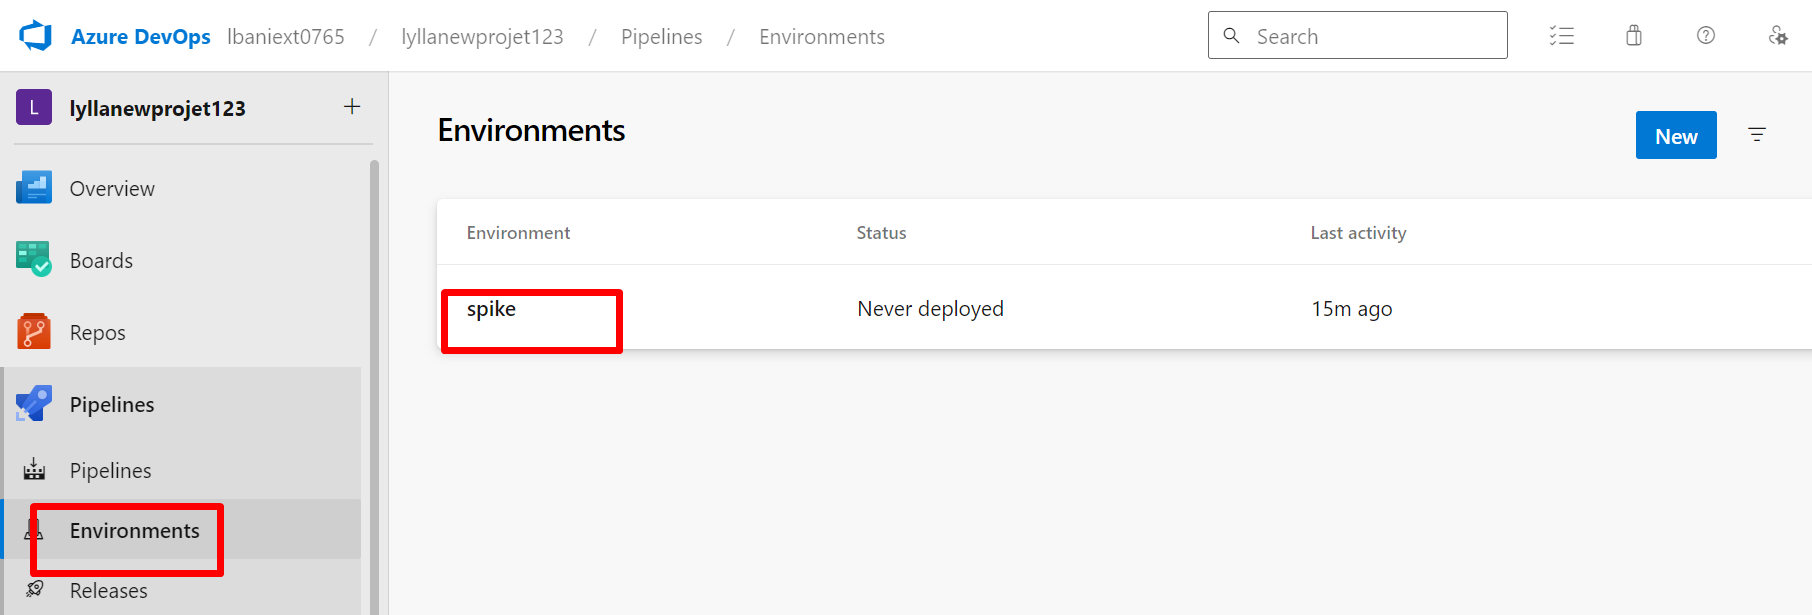 Azure DevOps lbaniext0765 / lyllanewprojet123 / Pipelines / Environments
Search
L lyllanewprojet123 +
Overview
Boards
Repos
Pipelines
Pipelines
Environments
Releases
Environments
New
Environment Status Last activity
spike Never deployed 15m ago